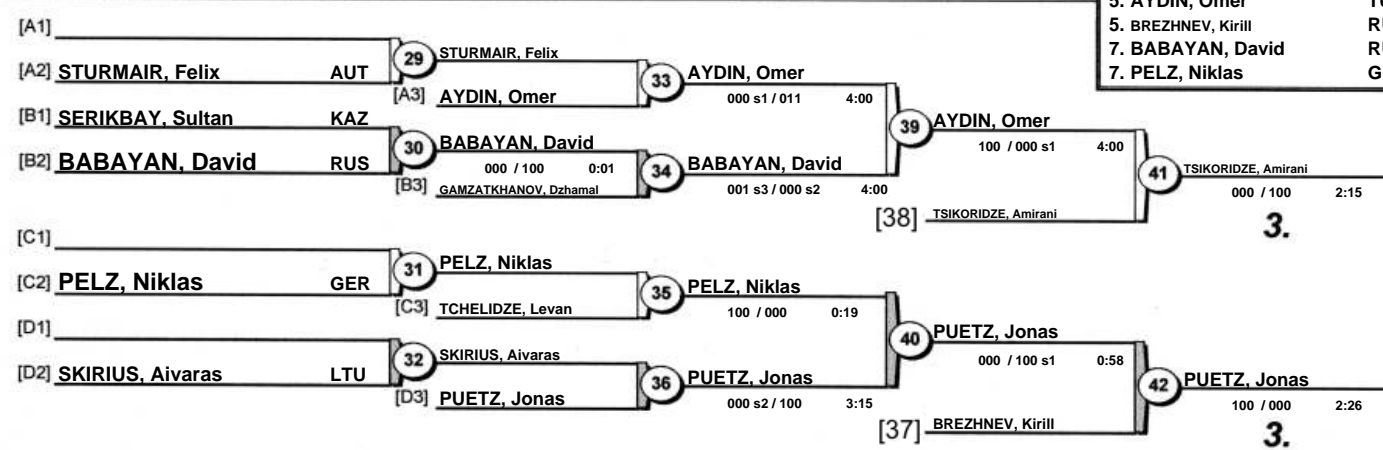 5. AYDIN, Omer
5. BREZHNEV, Kirill
7. BABAYAN, David
7. PELZ, Niklas
[A1]
[A2] STURMAIR, Felix AUT
29
STURMAIR, Felix
[A3] AYDIN, Omer
33
AYDIN, Omer
000 s1 / 011 4:00
[B1] SERIKBAY, Sultan KAZ
[B2] BABAYAN, David RUS
30
BABAYAN, David
000 / 100 0:01
[B3] GAMZATKHANOV, Dzhamal
34
BABAYAN, David
001 s3 / 000 s2 4:00
39
AYDIN, Omer
100 / 000 s1 4:00
[38] TSIKORIDZE, Amirani
41
TSIKORIDZE, Amirani
000 / 100 2:15
3.
[C1]
[C2] PELZ, Niklas GER
31
PELZ, Niklas
[C3] TCHELIDZE, Levan
35
PELZ, Niklas
100 / 000 0:19
[D1]
[D2] SKIRIUS, Aivaras LTU
32
SKIRIUS, Aivaras
[D3] PUETZ, Jonas
36
PUETZ, Jonas
000 s2 / 100 3:15
40
PUETZ, Jonas
000 / 100 s1 0:58
[37] BREZHNEV, Kirill
42
PUETZ, Jonas
100 / 000 2:26
3.